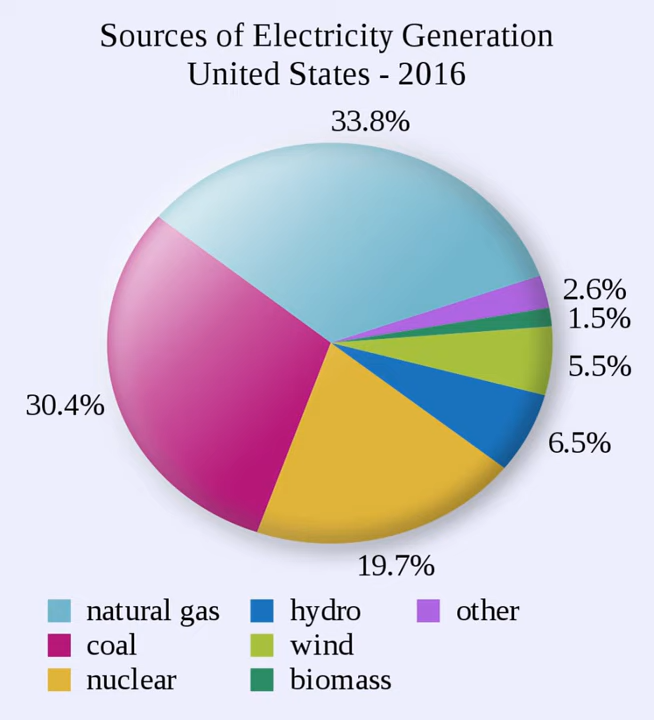 Sources of Electricity Generation
United States - 2016
33.8%
2.6%
1.5%
5.5%
30.4%
6.5%
19.7%
natural gas hydro other
coal wind
nuclear biomass